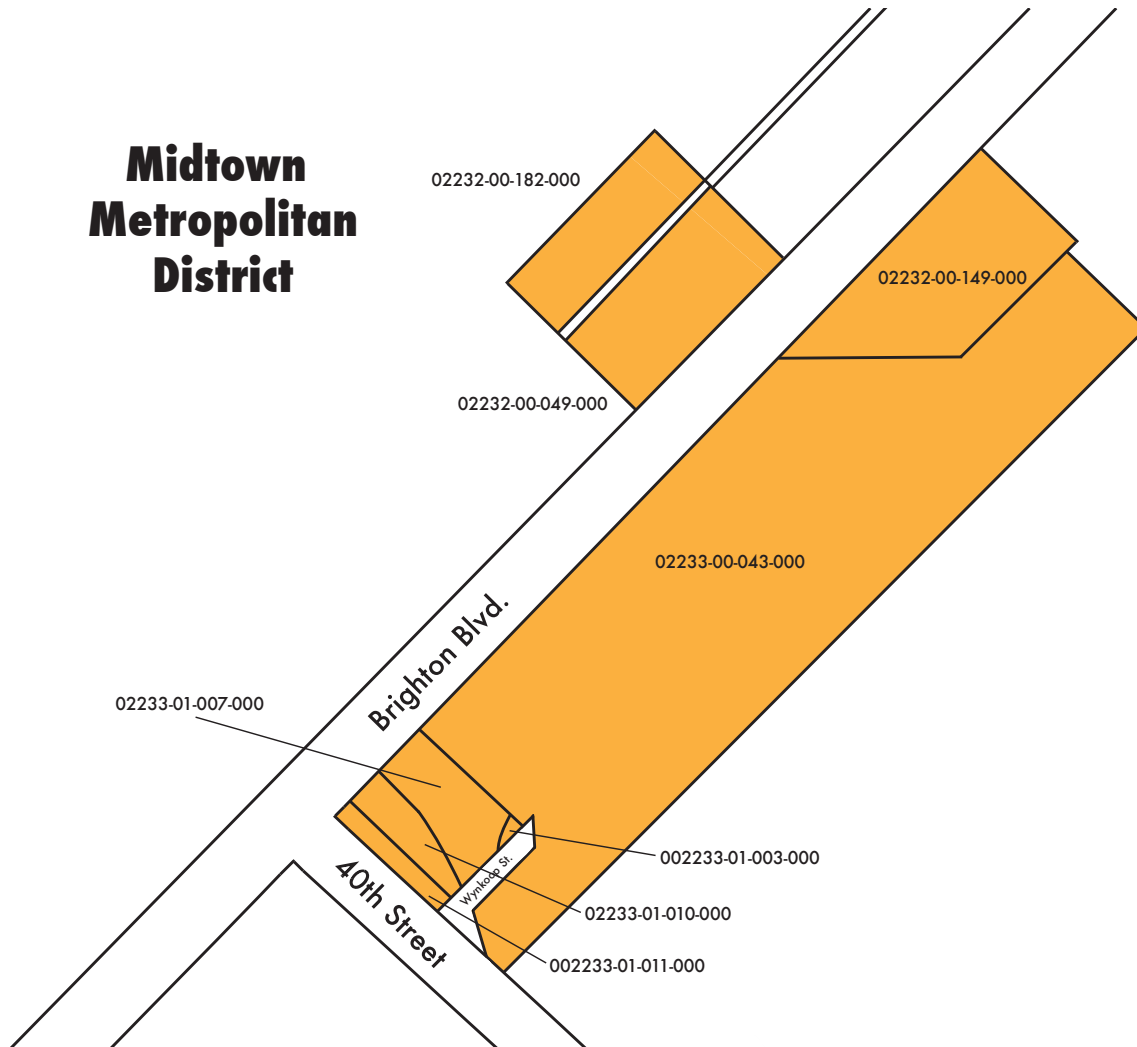 Midtown
Metropolitan
District
02232-00-182-000
02232-00-149-000
02232-00-049-000
02233-00-043-000
Brighton Blvd.
02233-01-007-000
002233-01-003-000
Wynkoop St.
02233-01-010-000
40th Street
002233-01-011-000